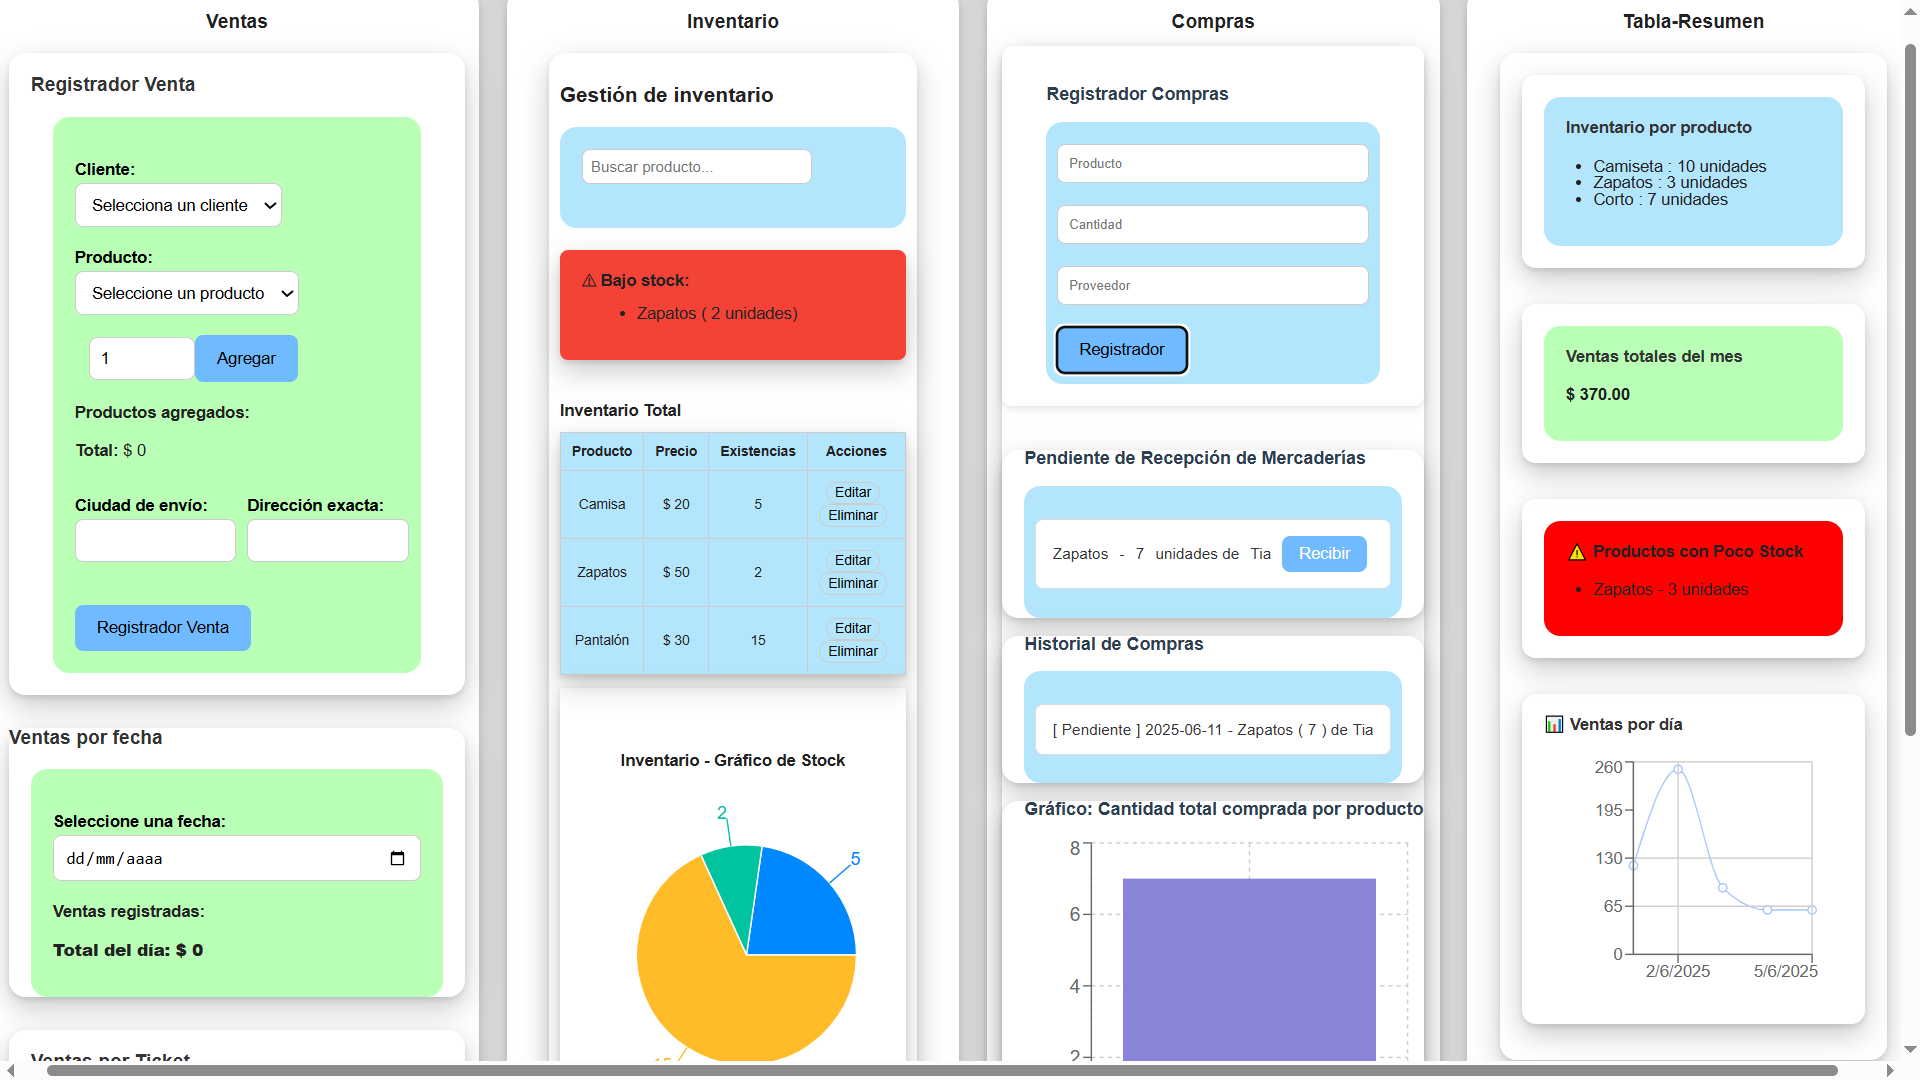 Ventas
Registrador Venta
Cliente:
Selecciona un cliente
Producto:
Seleccione un producto
1
Agregar
Productos agregados:
Total: $ 0
Ciudad de envío:
Dirección exacta:
Registrador Venta
Ventas por fecha
Seleccione una fecha:
dd/mm/aaaa
Ventas registradas:
Total del día: $ 0
Ventas por Ticket
Inventario
Gestión de inventario
Buscar producto...
⚠ Bajo stock:
• Zapatos ( 2 unidades)
Inventario Total
Producto Precio Existencias Acciones
Camisa $ 20 5 Editar
Eliminar
Zapatos $ 50 2 Editar
Eliminar
Pantalón $ 30 15 Editar
Eliminar
Inventario - Gráfico de Stock
2
5
15
Compras
Registrador Compras
Producto
Cantidad
Proveedor
Registrador
Pendiente de Recepción de Mercaderías
Zapatos - 7 unidades de Tia Recibir
Historial de Compras
[ Pendiente ] 2025-06-11 - Zapatos ( 7 ) de Tia
Gráfico: Cantidad total comprada por producto
8
6
4
2
Tabla-Resumen
Inventario por producto
• Camiseta : 10 unidades
• Zapatos : 3 unidades
• Corto : 7 unidades
Ventas totales del mes
$ 370.00
⚠️ Productos con Poco Stock
• Zapatos - 3 unidades
📊 Ventas por día
260
195
130
65
0
2/6/2025 5/6/2025